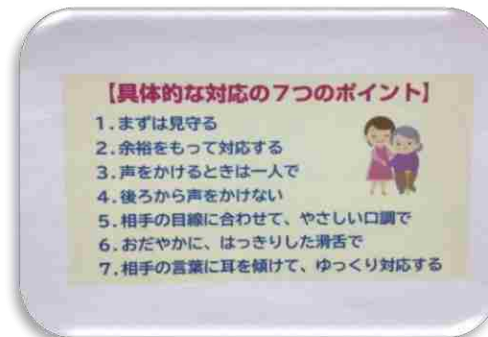 【具体的な対応の7つのポイント】
1.まずは見守る
2.余裕をもって対応する
3.声をかけるときは一人で
4.後ろから声をかけない
5.相手の目線に合わせて、やさしい口調で
6.おだやかに、はっきりした滑舌で
7.相手の言葉に耳を傾けて、ゆっくり対応する